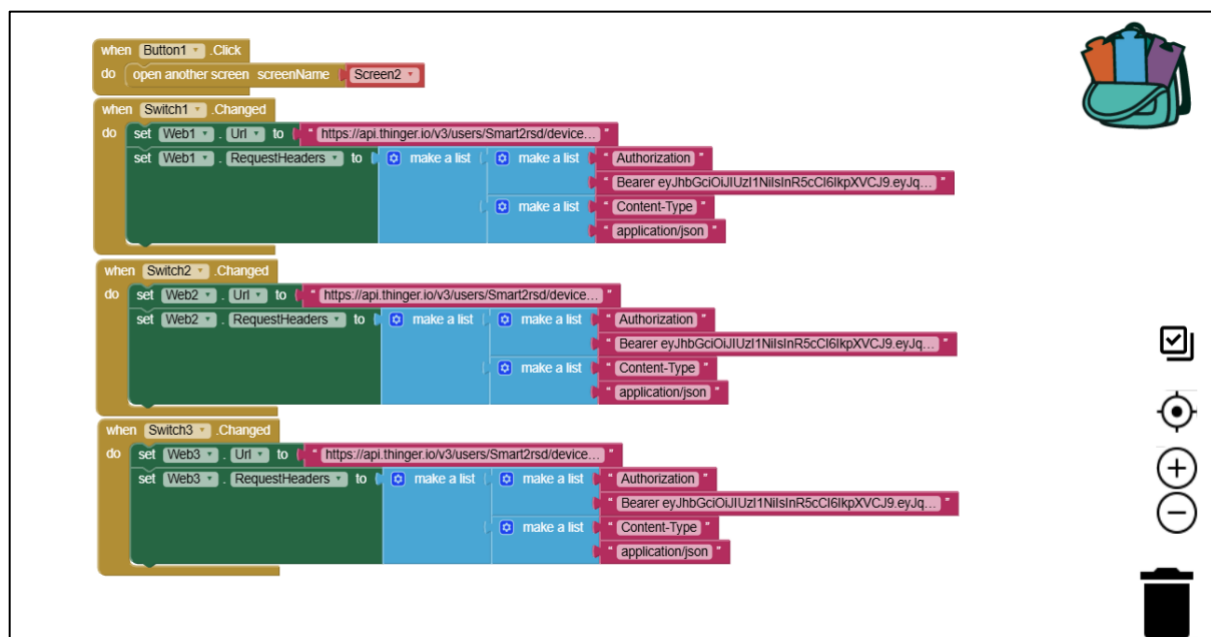 when Button1 .Click
do open another screen screenName Screen2
when Switch1 .Changed
do set Web1 . Url to " https://api.thinger.io/v3/users/Smart2rsd/device... "
set Web1 . RequestHeaders to make a list make a list " Authorization "
" Bearer eyJhbGciOiJIUzI1NiIsInR5cCI6IkpXVCJ9.eyJq... "
make a list " Content-Type "
" application/json "
when Switch2 .Changed
do set Web2 . Url to " https://api.thinger.io/v3/users/Smart2rsd/device... "
set Web2 . RequestHeaders to make a list make a list " Authorization "
" Bearer eyJhbGciOiJIUzI1NiIsInR5cCI6IkpXVCJ9.eyJq... "
make a list " Content-Type "
" application/json "
when Switch3 .Changed
do set Web3 . Url to " https://api.thinger.io/v3/users/Smart2rsd/device... "
set Web3 . RequestHeaders to make a list make a list " Authorization "
" Bearer eyJhbGciOiJIUzI1NiIsInR5cCI6IkpXVCJ9.eyJq... "
make a list " Content-Type "
" application/json "